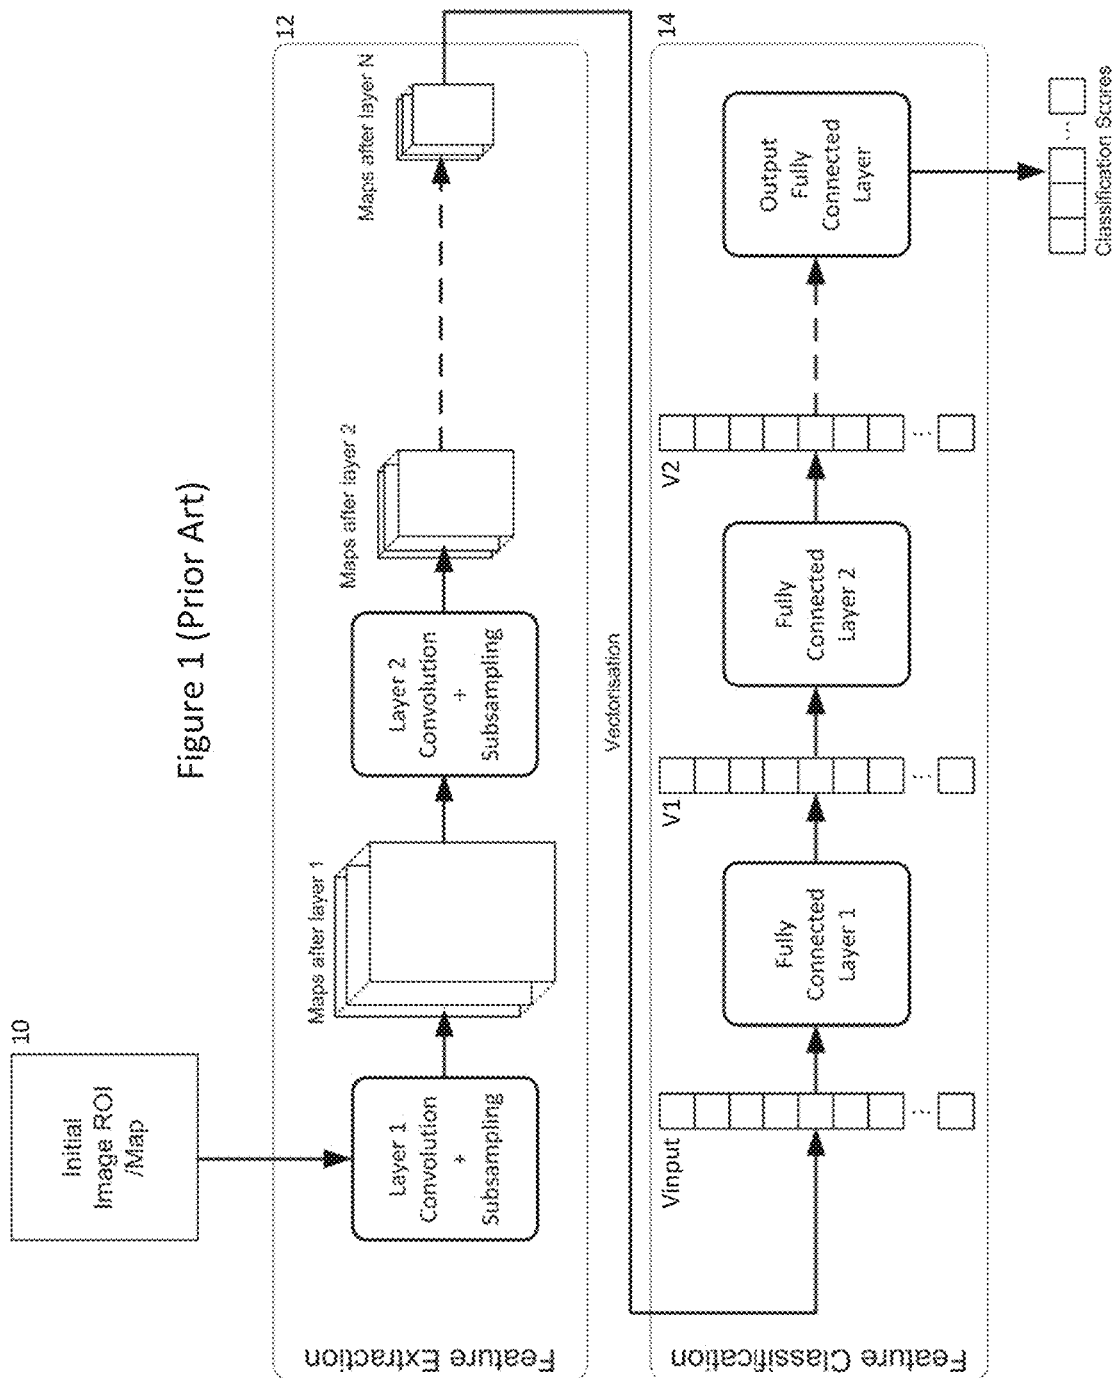 Figure 1 (Prior Art)
10
Initial
Image ROI
/Map
12
Feature Extraction
Layer 1
Convolution
+
Subsampling
Maps after layer 1
Layer 2
Convolution
+
Subsampling
Maps after layer 2
Maps after layer N
Vectorisation
14
Feature Classification
Vinput
...
Fully
Connected
Layer 1
V1
...
Fully
Connected
Layer 2
V2
...
Output
Fully
Connected
Layer
...
Classification Scores